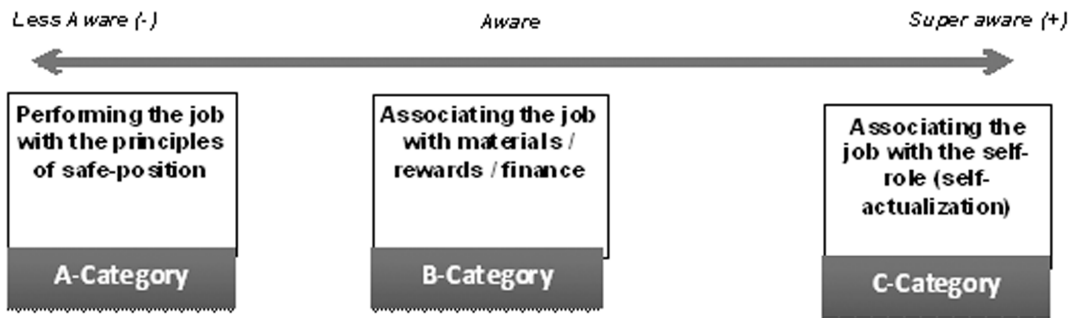 Less Aware (-)
Aware
Super aware (+)
Performing the job
with the principles
of safe-position
A-Category
Associating the job
with materials /
rewards / finance
B-Category
Associating the
job with the self-
role (self-
actualization)
C-Category